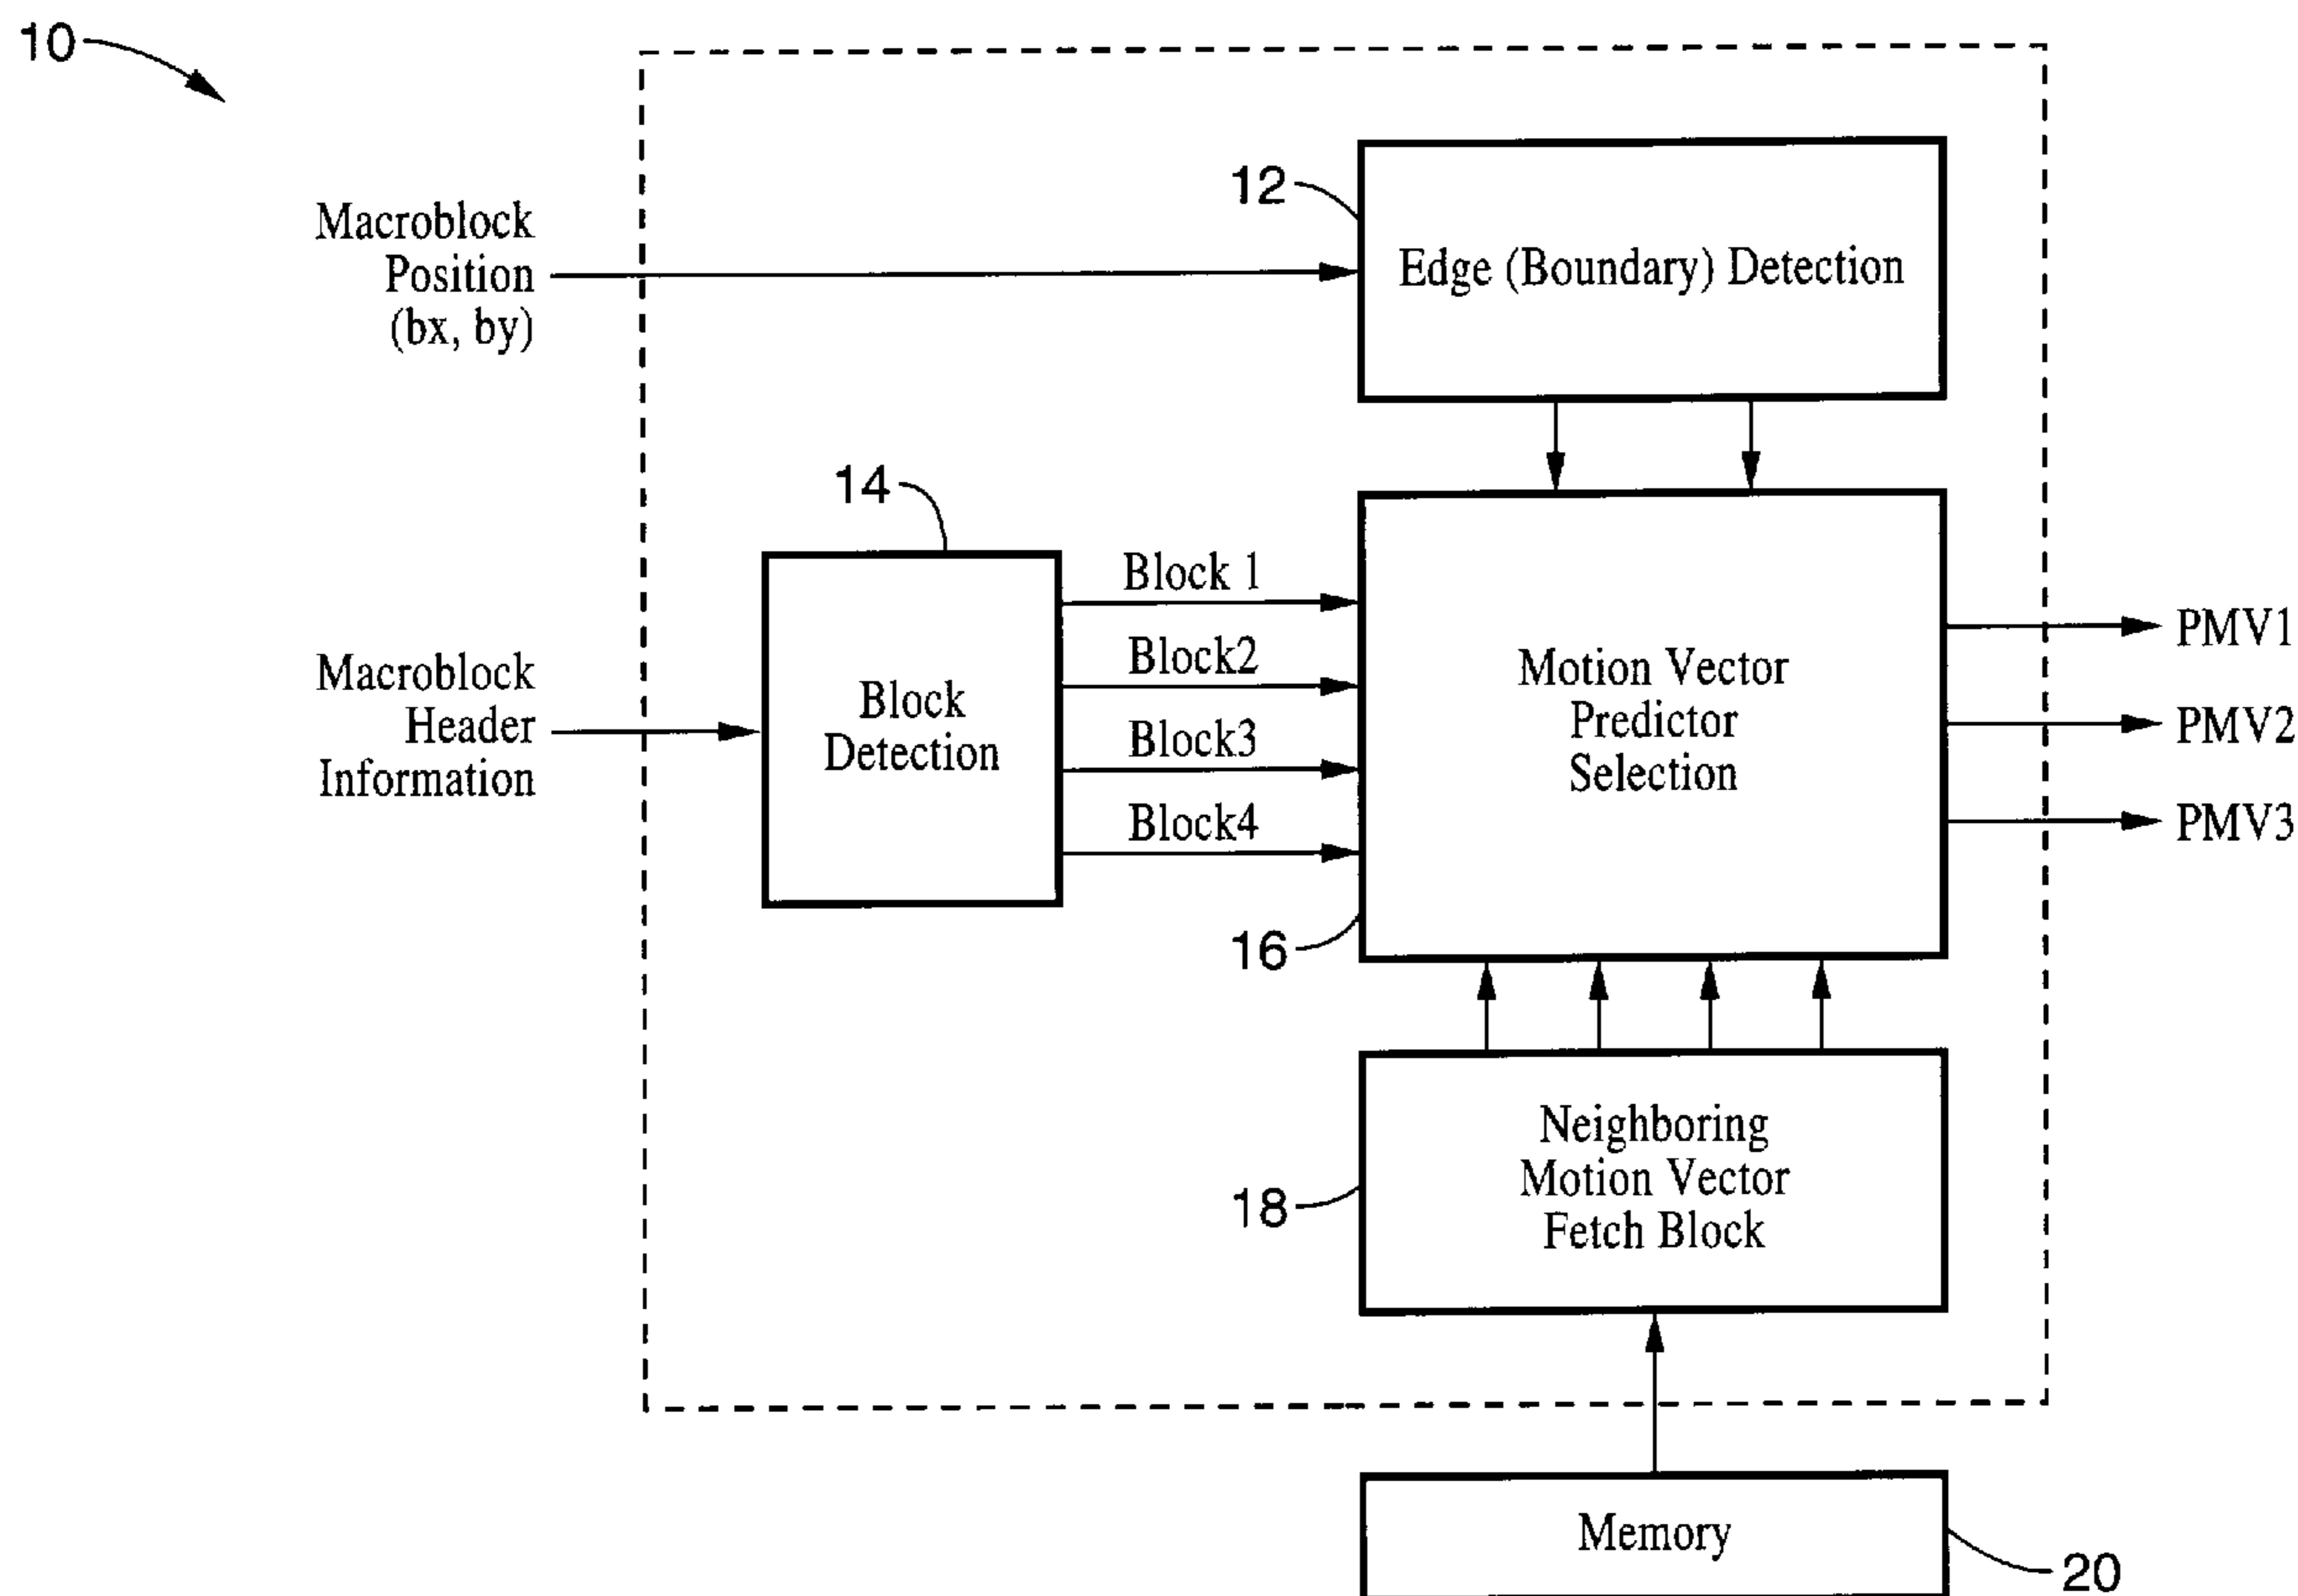 10
12
Macroblock
Position
(bx, by)
Edge (Boundary) Detection
14
Block 1
Block2
Block3
Block4
Macroblock
Header
Information
Block
Detection
Motion Vector
Predictor
Selection
PMV1
PMV2
PMV3
16
Neighboring
Motion Vector
Fetch Block
18
Memory
20